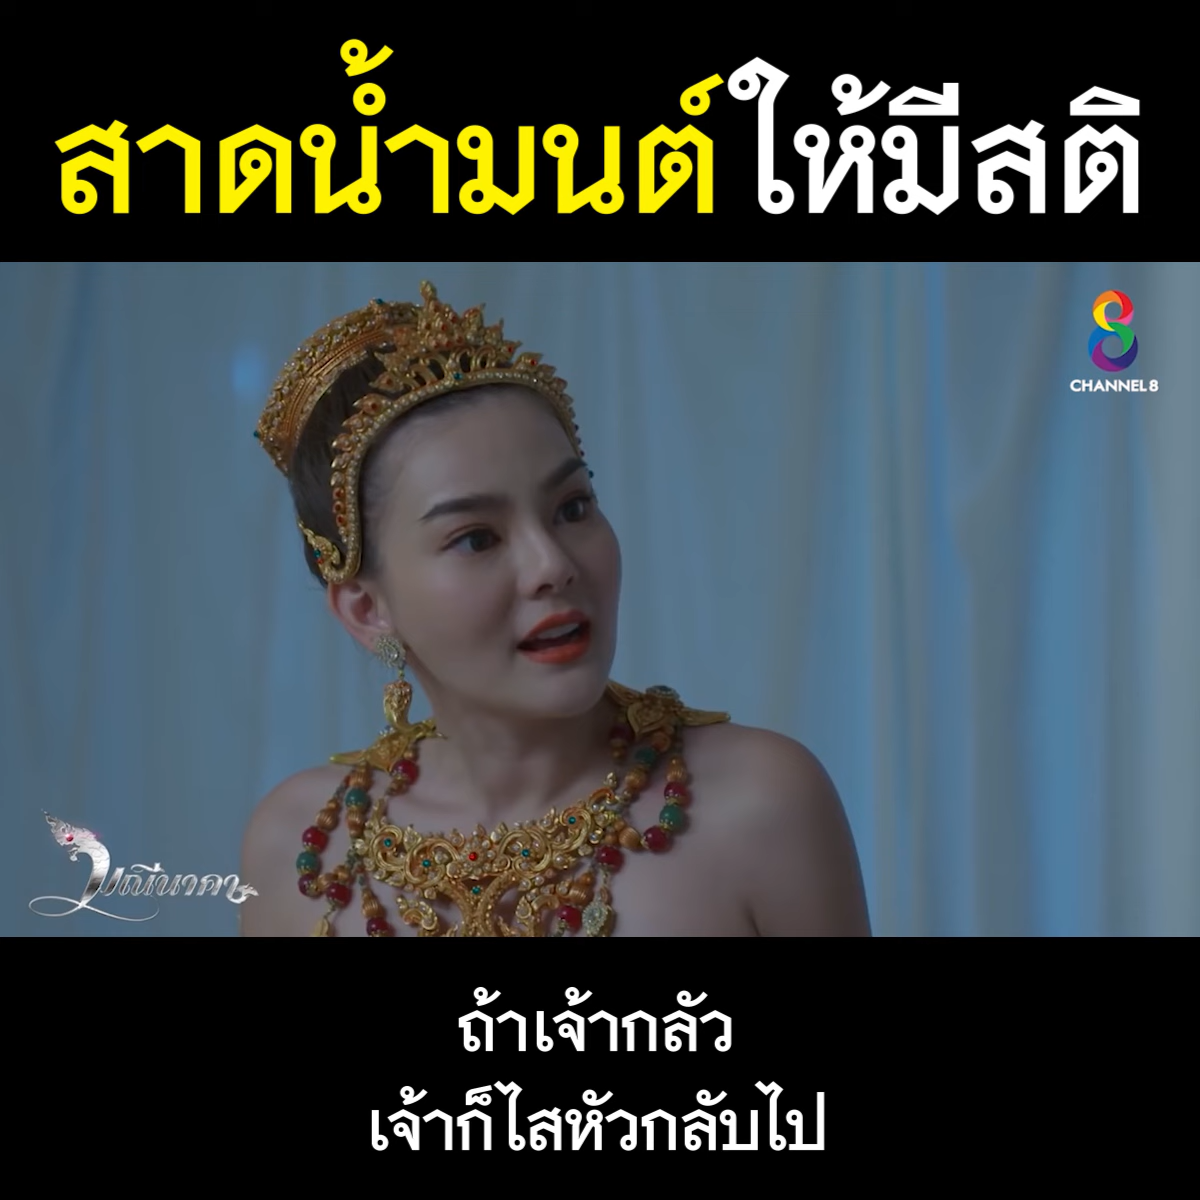 สาดน้ำมนต์ให้มีสติ
CHANNEL 8
มณีนาคา
ถ้าเจ้ากลัว
เจ้าก็ไสหัวกลับไป